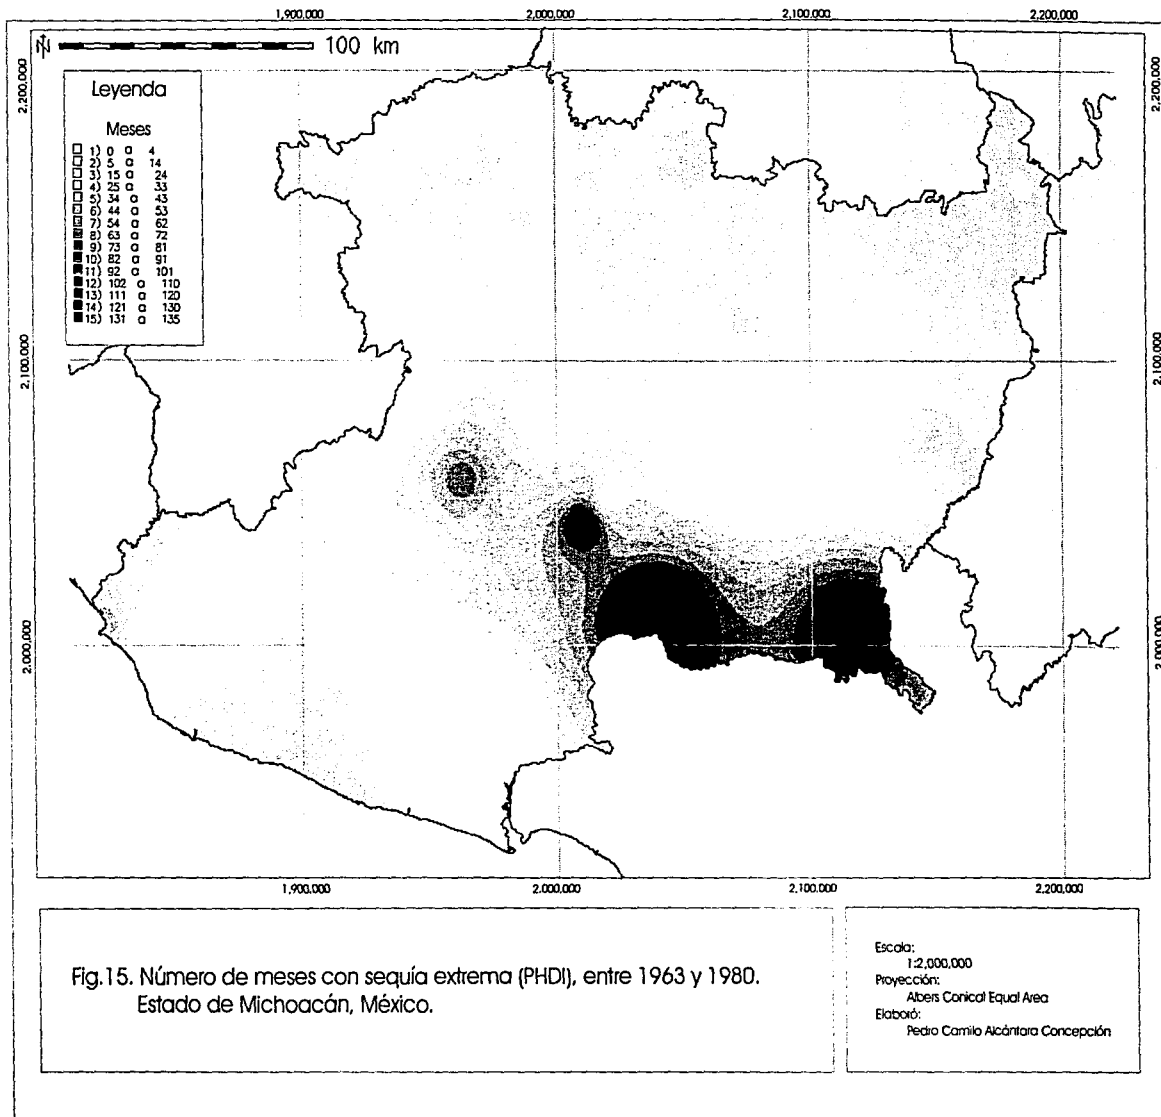 1,900,000 2,000,000 2,100,000 2,200,000
N 100 km
2,200,000 2,200,000
Leyenda
Meses
1) 0 a 4
2) 5 a 14
3) 15 a 24
4) 25 a 33
5) 34 a 43
6) 44 a 53
7) 54 a 62
8) 63 a 72
9) 73 a 81
10) 82 a 91
11) 92 a 101
12) 102 a 110
13) 111 a 120
14) 121 a 130
15) 131 a 135
2,100,000 2,100,000
2,000,000 2,000,000
1,900,000 2,000,000 2,100,000 2,200,000
Fig.15. Número de meses con sequía extrema (PHDI), entre 1963 y 1980.
Estado de Michoacán, México.
Escala:
1:2,000,000
Proyección:
Albers Conical Equal Area
Elaboró:
Pedro Camilo Alcántara Concepción